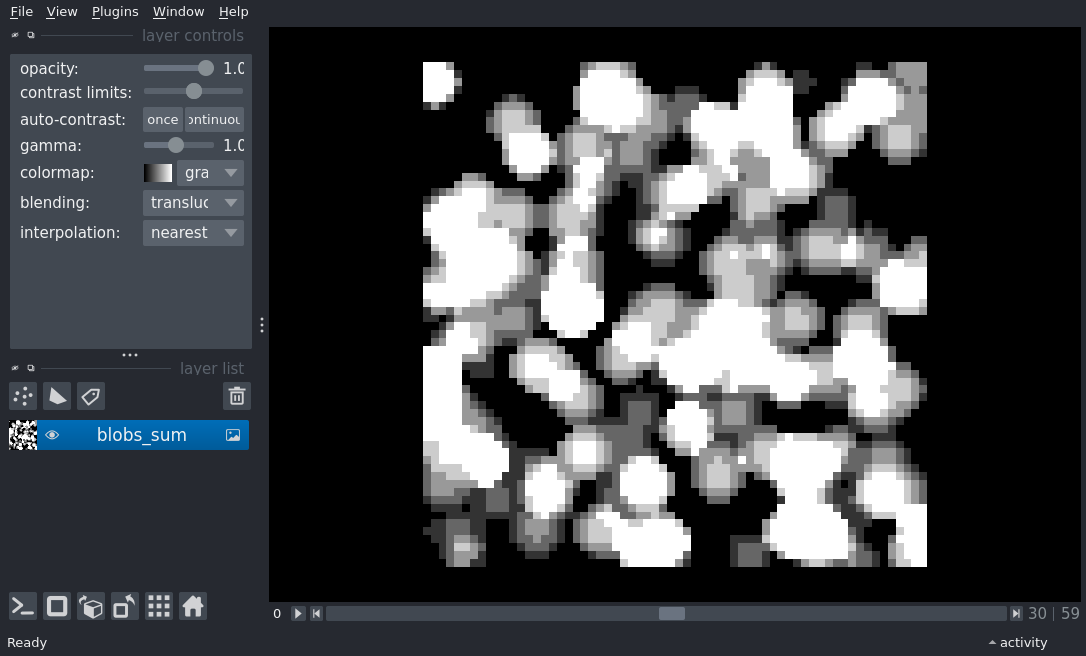 File View Plugins Window Help
layer controls
opacity: 1.0
contrast limits:
auto-contrast: once ontinuou
gamma: 1.0
colormap: gra
blending: transluc
interpolation: nearest
layer list
blobs_sum
0 30 | 59
Ready activity